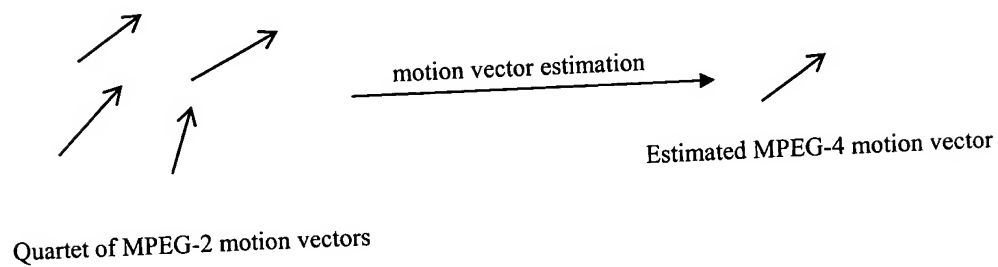 motion vector estimation
Estimated MPEG-4 motion vector
Quartet of MPEG-2 motion vectors